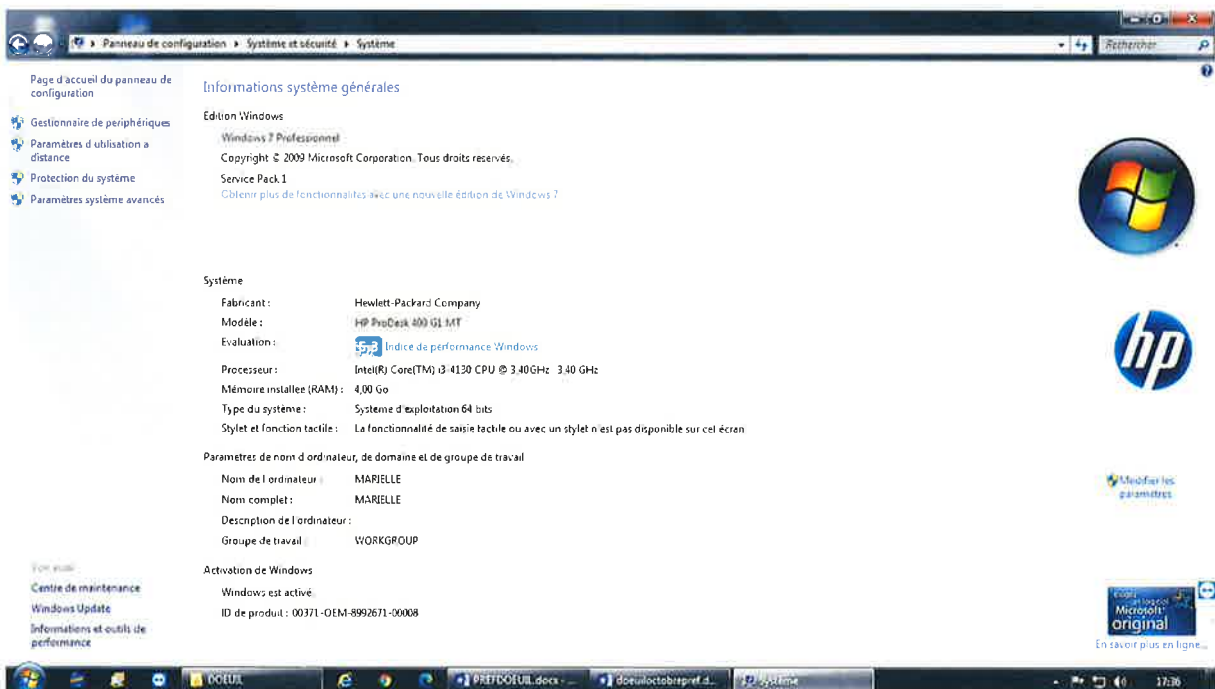 Panneau de configuration ▸ Système et sécurité ▸ Système
Rechercher
Page d'accueil du panneau de
configuration
Gestionnaire de periphériques
Paramètres d utilisation a
distance
Protection du système
Paramètres système avancés
Informations système générales
Edition Windows
Windows 7 Professionnel
Copyright © 2009 Microsoft Corporation. Tous droits reservés.
Service Pack 1
Obtenir plus de fonctionnalités avec une nouvelle édition de Windows 7
Système
Fabricant : Hewlett-Packard Company
Modèle : HP ProDesk 400 G1 MT
Evaluation : Indice de performance Windows
Processeur : Intel(R) Core(TM) i3-4130 CPU @ 3,40GHz 3,40 GHz
Mémoire installee (RAM) : 4,00 Go
Type du système : Système d'exploitation 64 bits
Stylet et fonction tactile : La fonctionnalité de saisie tactile ou avec un stylet n'est pas disponible sur cet écran
Parametres de nom d ordinateur, de domaine et de groupe de travail
Nom de l ordinateur : MARIELLE
Nom complet : MARIELLE
Description de l'ordinateur :
Groupe de travail : WORKGROUP
Activation de Windows
Windows est activé
ID de produit : 00371-OEM-8992671-00008
hp
Modifier les
paramètres
Voir aussi
Centre de maintenance
Windows Update
Informations et outils de
performance
Microsoft
original
En savoir plus en ligne...
DOEUIL
PREFDOEUIL.docx - ...
doeuiloctobrepref.d...
Système
17:36